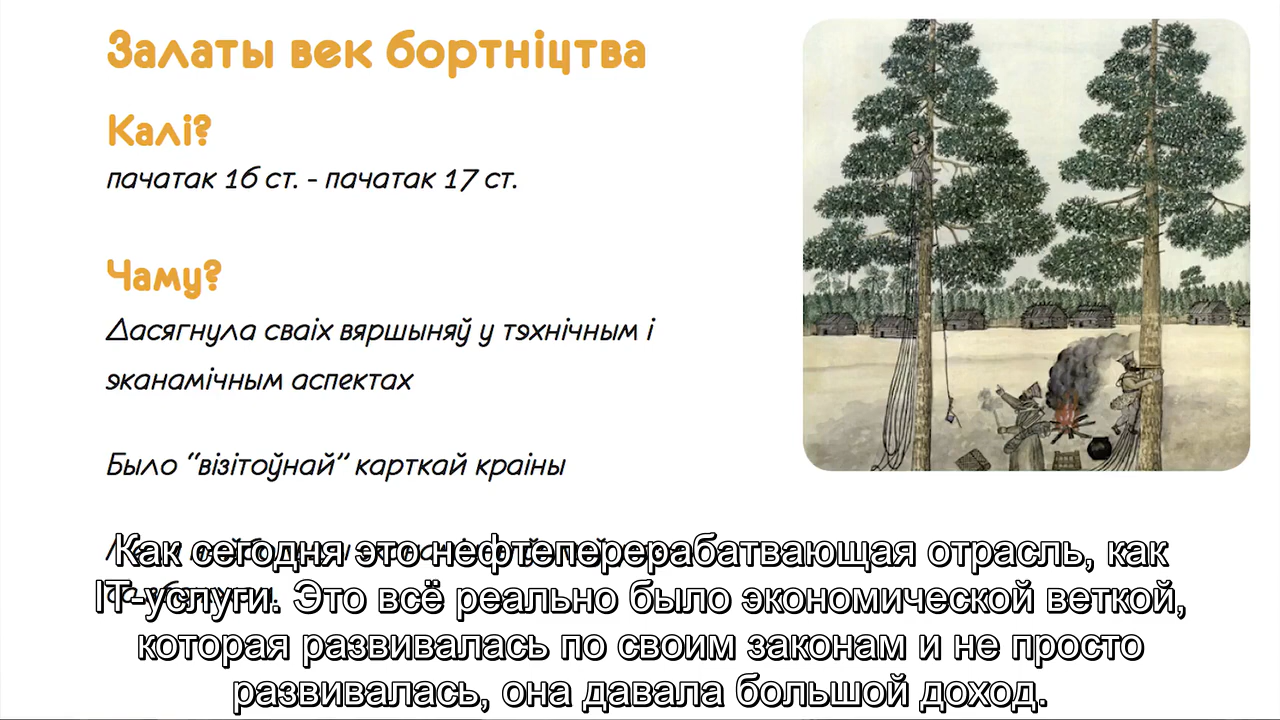 Залаты век бортніцтва
Калі?
пачатак 16 ст. - пачатак 17 ст.
Чаму?
Дасягнула сваіх вяршыняў у тэхнічным і
эканамічным аспектах
Было “візітоўнай” карткай краіны
Как сегодня это нефтеперерабатвающая отрасль, как
IT-услуги. Это всё реально было экономической веткой,
которая развивалась по своим законам и не просто
развивалась, она давала большой доход.